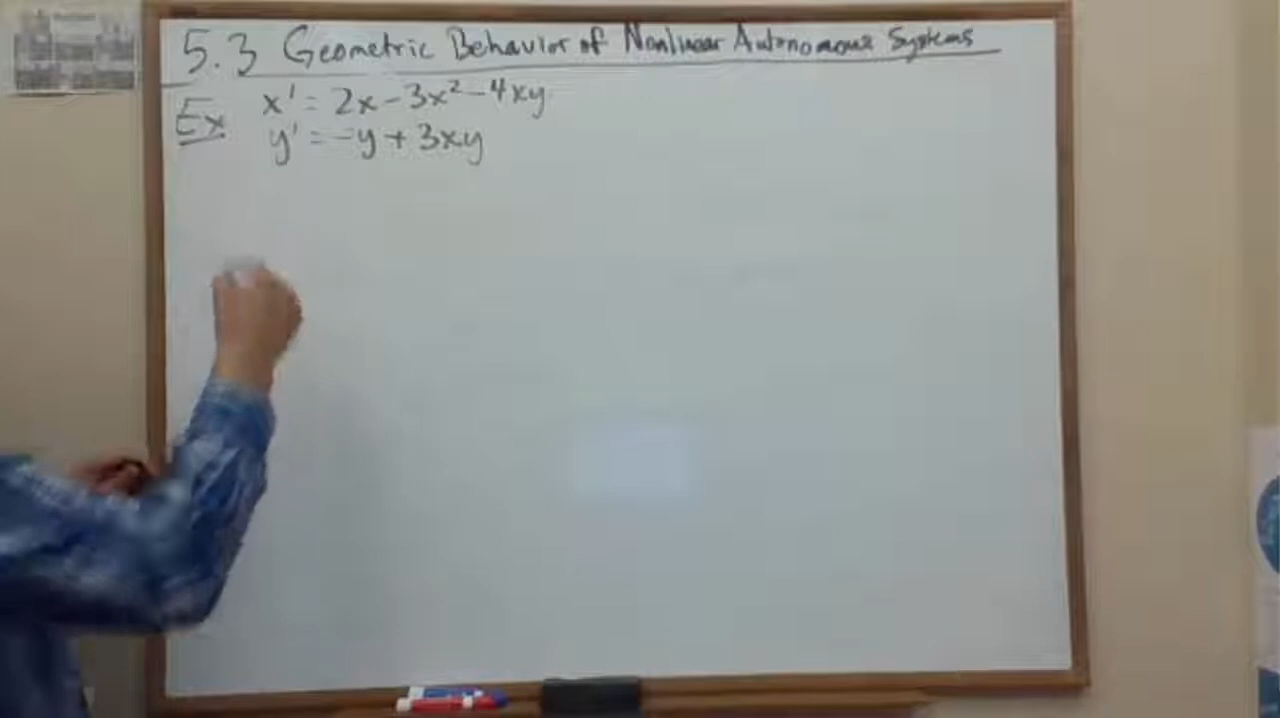 5.3 Geometric Behavior of Nonlinear Autonomous Systems
Ex x' = 2x - 3x² - 4xy
y' = -y + 3xy